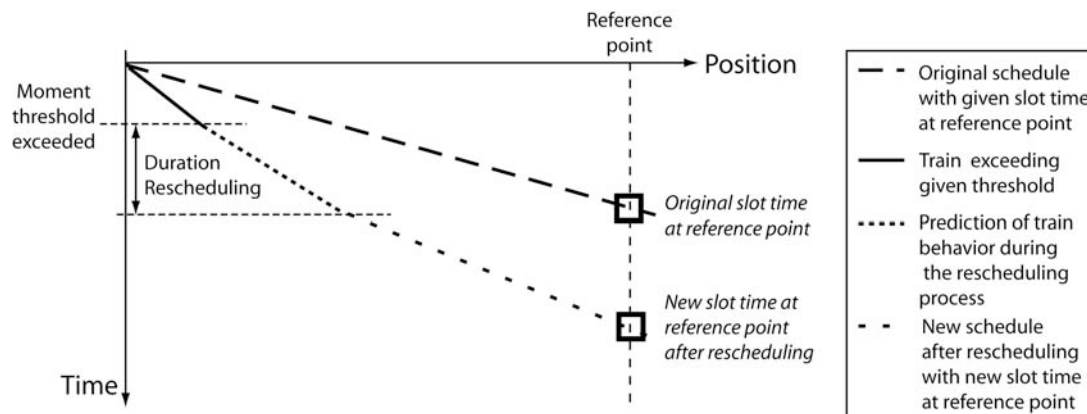 Reference
point
Position
Moment
threshold
exceeded
Duration
Rescheduling
Original slot time
at reference point
New slot time at
reference point
after rescheduling
Time
Original schedule
with given slot time
at reference point
Train exceeding
given threshold
Prediction of train
behavior during
the rescheduling
process
New schedule
after rescheduling
with new slot time
at reference point